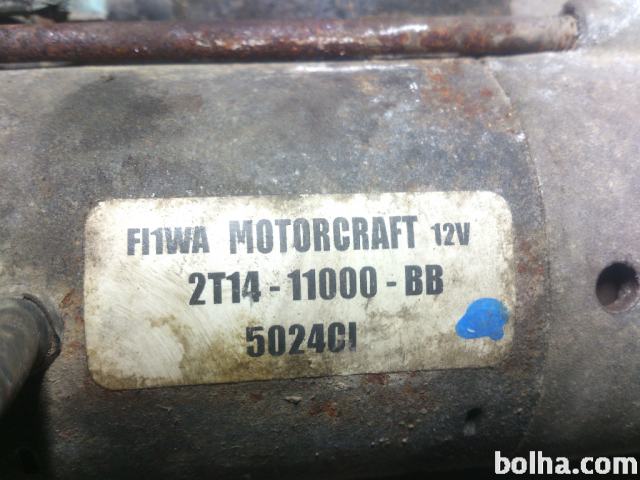 FI1WA MOTORCRAFT 12V
2T14 - 11000 - BB
5024CI
bolha.com